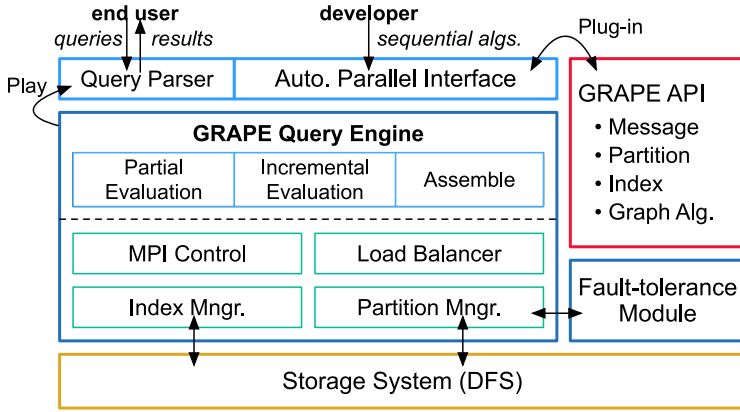 end user
developer
queries
results
sequential algs.
Plug-in
Play
Query Parser
Auto. Parallel Interface
GRAPE API
• Message
• Partition
• Index
• Graph Alg.
GRAPE Query Engine
Partial
Evaluation
Incremental
Evaluation
Assemble
MPI Control
Load Balancer
Index Mngr.
Partition Mngr.
Fault-tolerance
Module
Storage System (DFS)